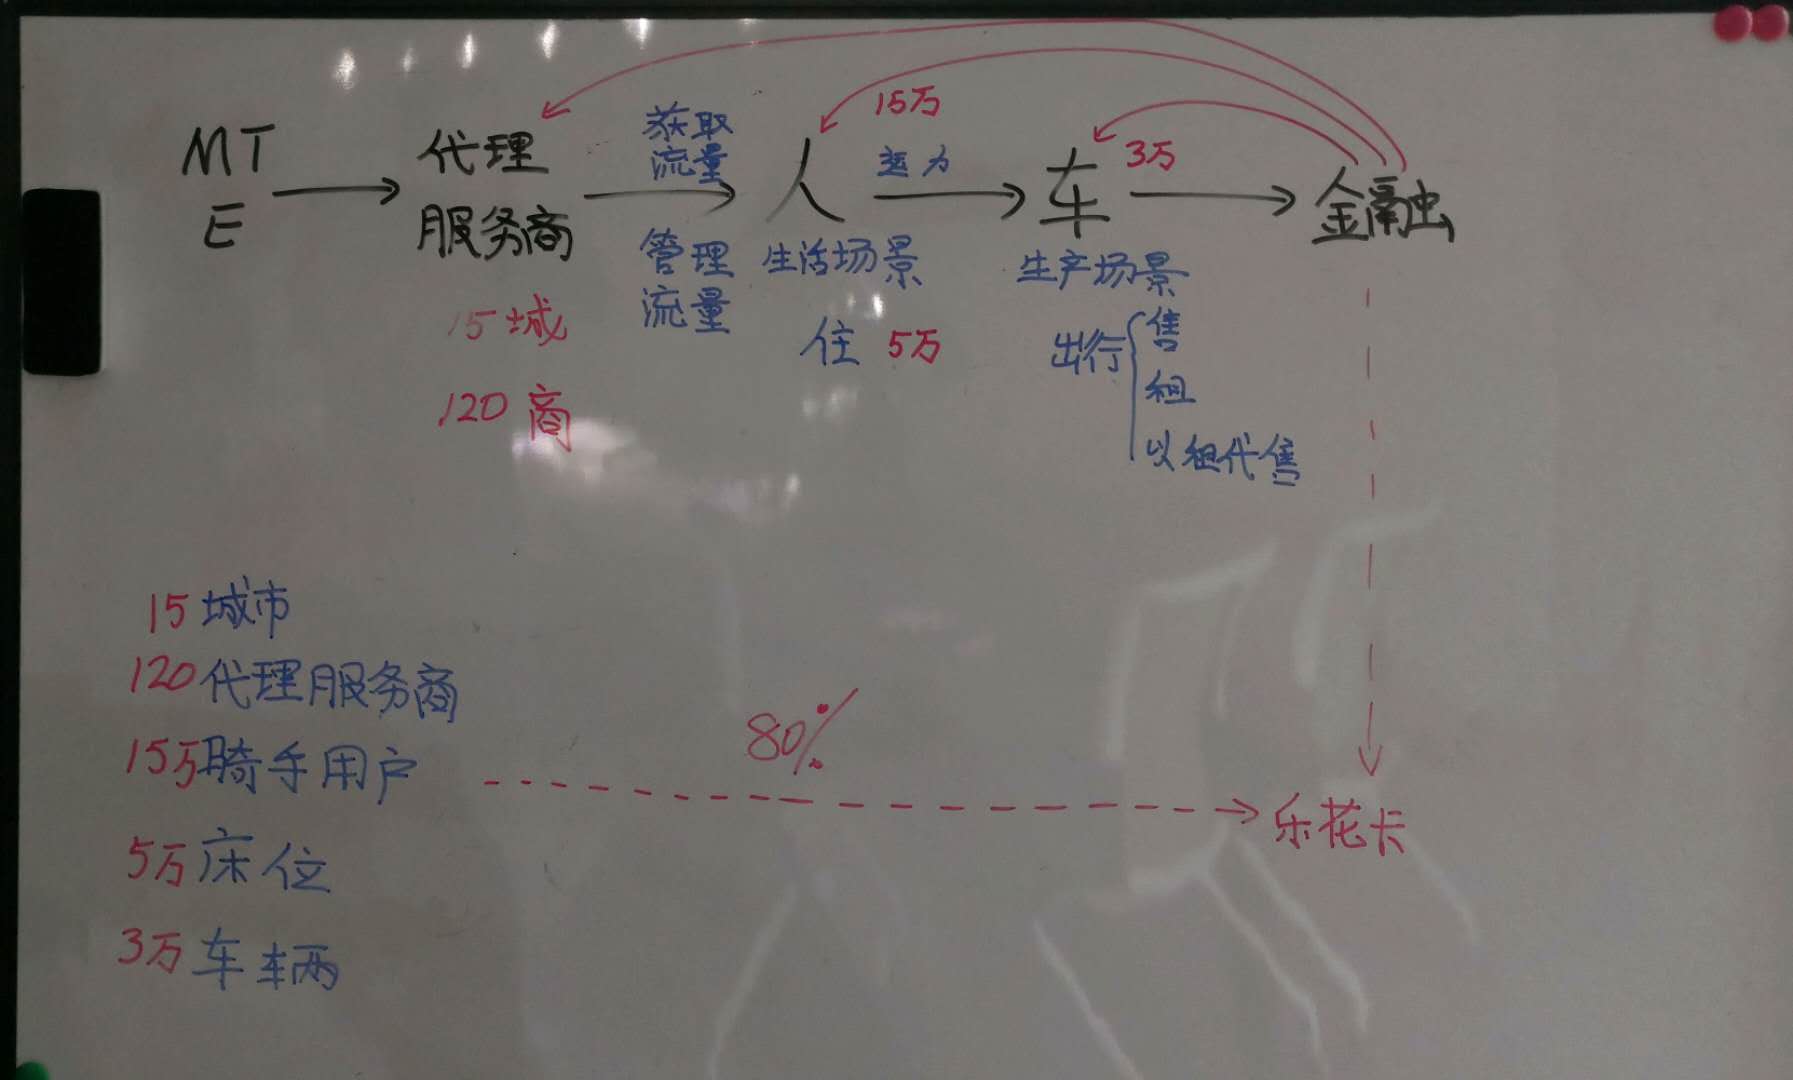 MT
E
代理
服务商
15城
120商
获取
流量
管理
流量
人
15万
运力
生活场景
住 5万
车
3万
生产场景
出行
售
租
以租代售
金融
15城市
120代理服务商
15万骑手用户
5万床位
3万车辆
80%
乐花卡